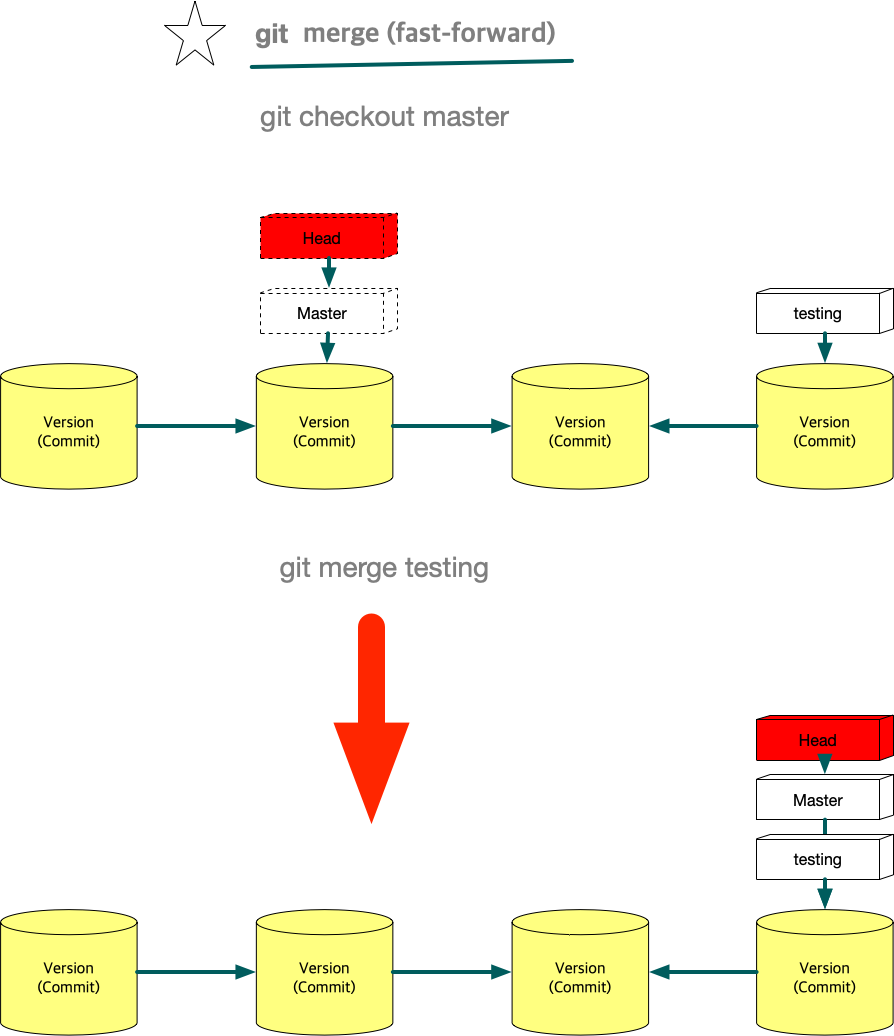 git merge (fast-forward)
git checkout master
Head
Master
testing
Version
(Commit)
Version
(Commit)
Version
(Commit)
Version
(Commit)
git merge testing
Head
Master
testing
Version
(Commit)
Version
(Commit)
Version
(Commit)
Version
(Commit)